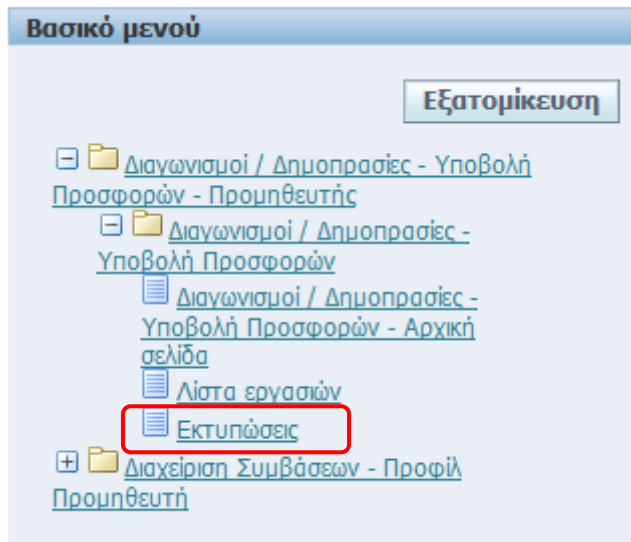 Βασικό μενού
Εξατομίκευση
Διαγωνισμοί / Δημοπρασίες - Υποβολή
Προσφορών - Προμηθευτής
Διαγωνισμοί / Δημοπρασίες -
Υποβολή Προσφορών
Διαγωνισμοί / Δημοπρασίες -
Υποβολή Προσφορών - Αρχική
σελίδα
Λίστα εργασιών
Εκτυπώσεις
Διαχείριση Συμβάσεων - Προφίλ
Προμηθευτή